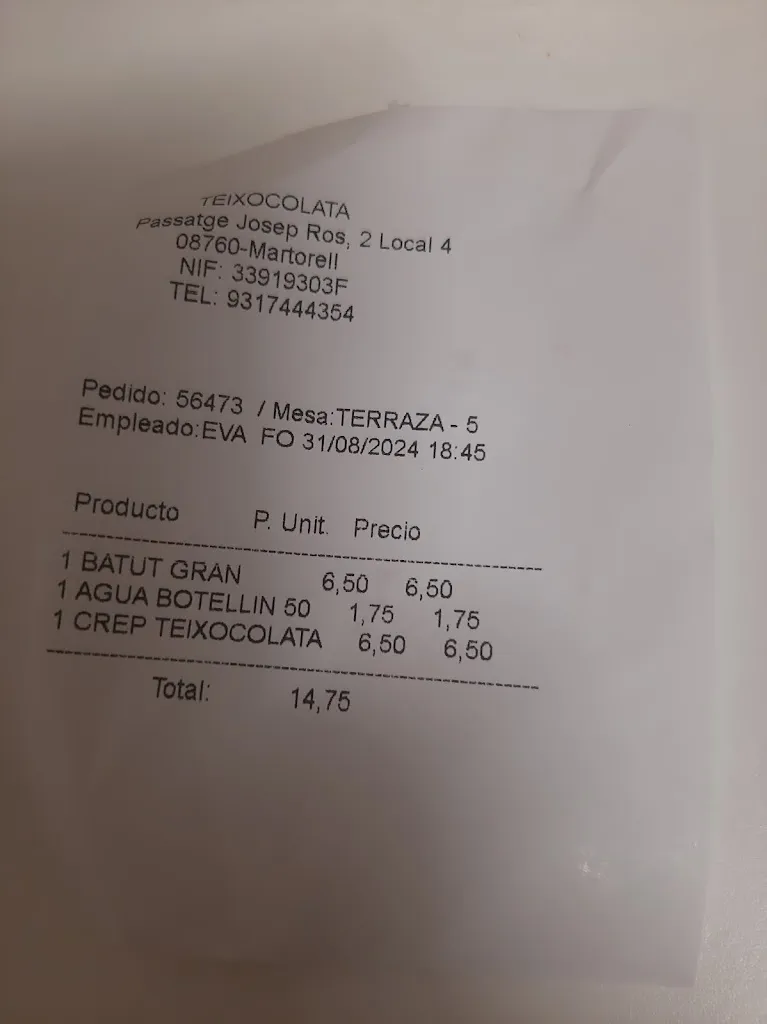 TEIXOCOLATA
Passatge Josep Ros, 2 Local 4
08760-Martorell
NIF: 33919303F
TEL: 9317444354
Pedido: 56473 / Mesa:TERRAZA - 5
Empleado:EVA FO 31/08/2024 18:45
Producto P. Unit. Precio
1 BATUT GRAN 6,50 6,50
1 AGUA BOTELLIN 50 1,75 1,75
1 CREP TEIXOCOLATA 6,50 6,50
Total: 14,75